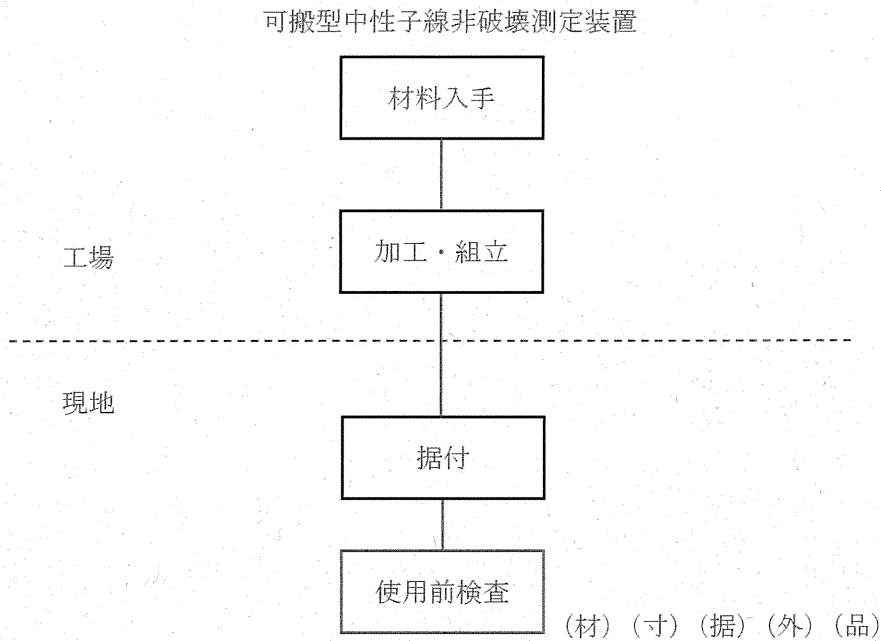 可搬型中性子線非破壊測定装置
材料入手
工場
加工・組立
現地
据付
使用前検査
(材) (寸) (据) (外) (品)